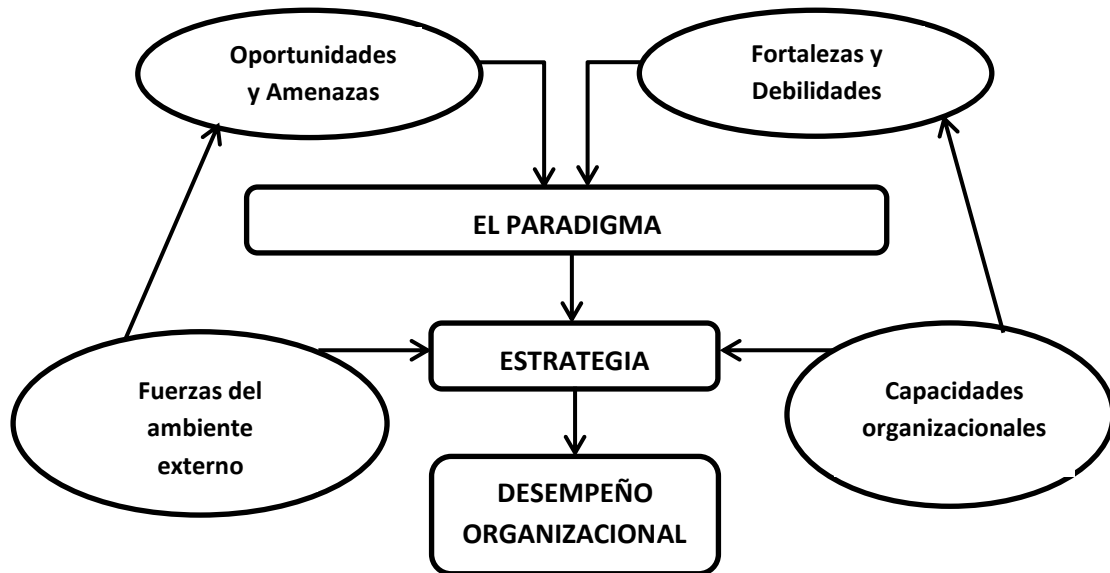 Oportunidades
y Amenazas
Fortalezas y
Debilidades
EL PARADIGMA
ESTRATEGIA
Fuerzas del
ambiente
externo
Capacidades
organizacionales
DESEMPEÑO
ORGANIZACIONAL